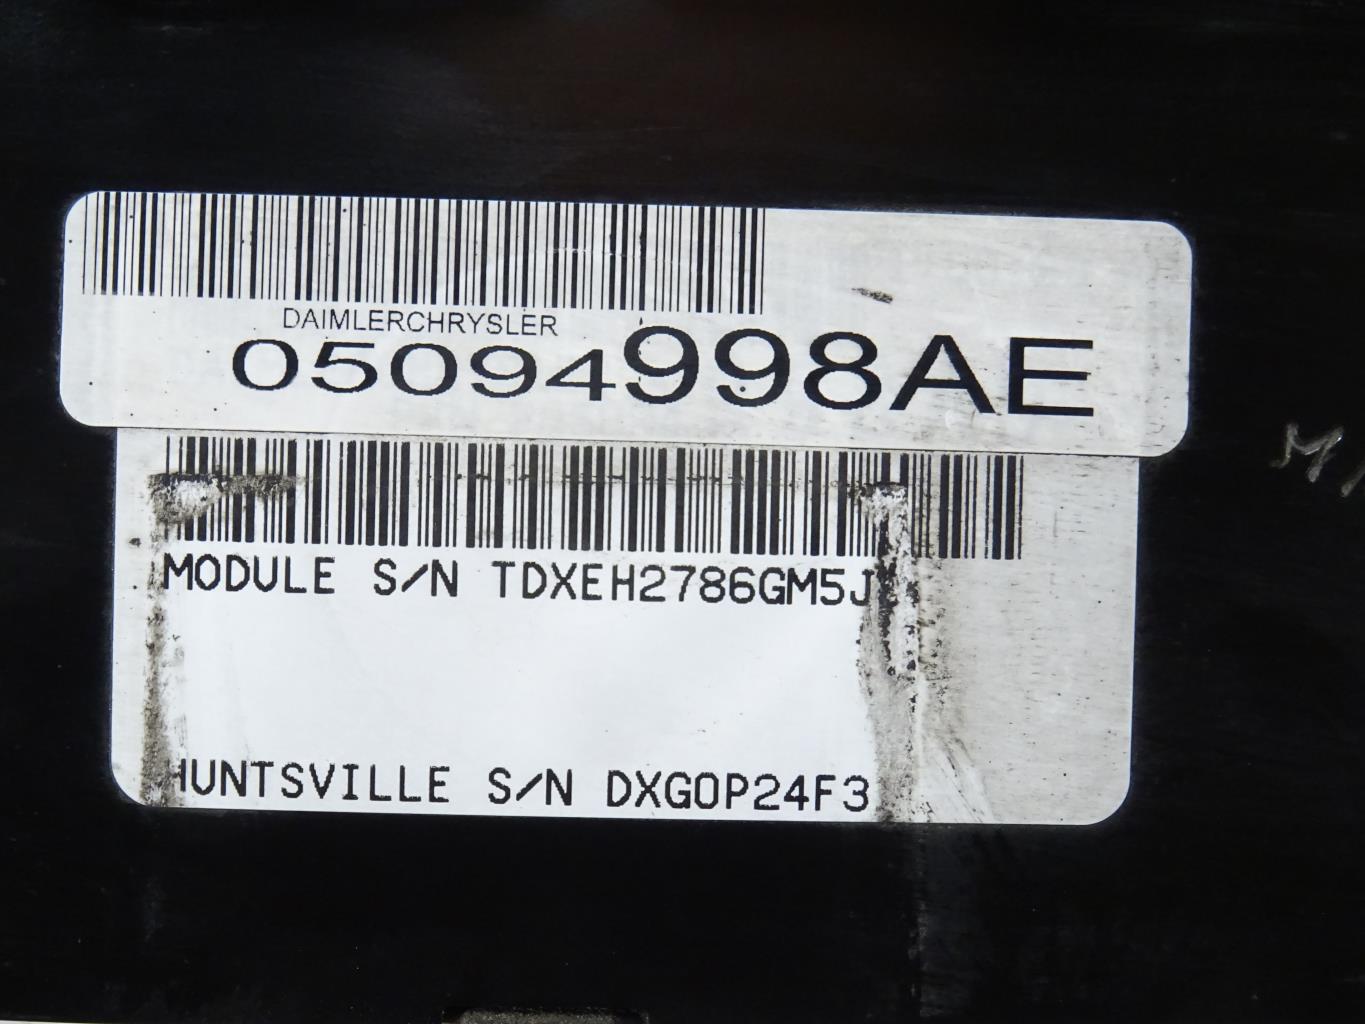 DAIMLERCHRYSLER
05094998AE
MODULE S/N TDXEH2786GM5J
HUNTSVILLE S/N DXG0P24F3